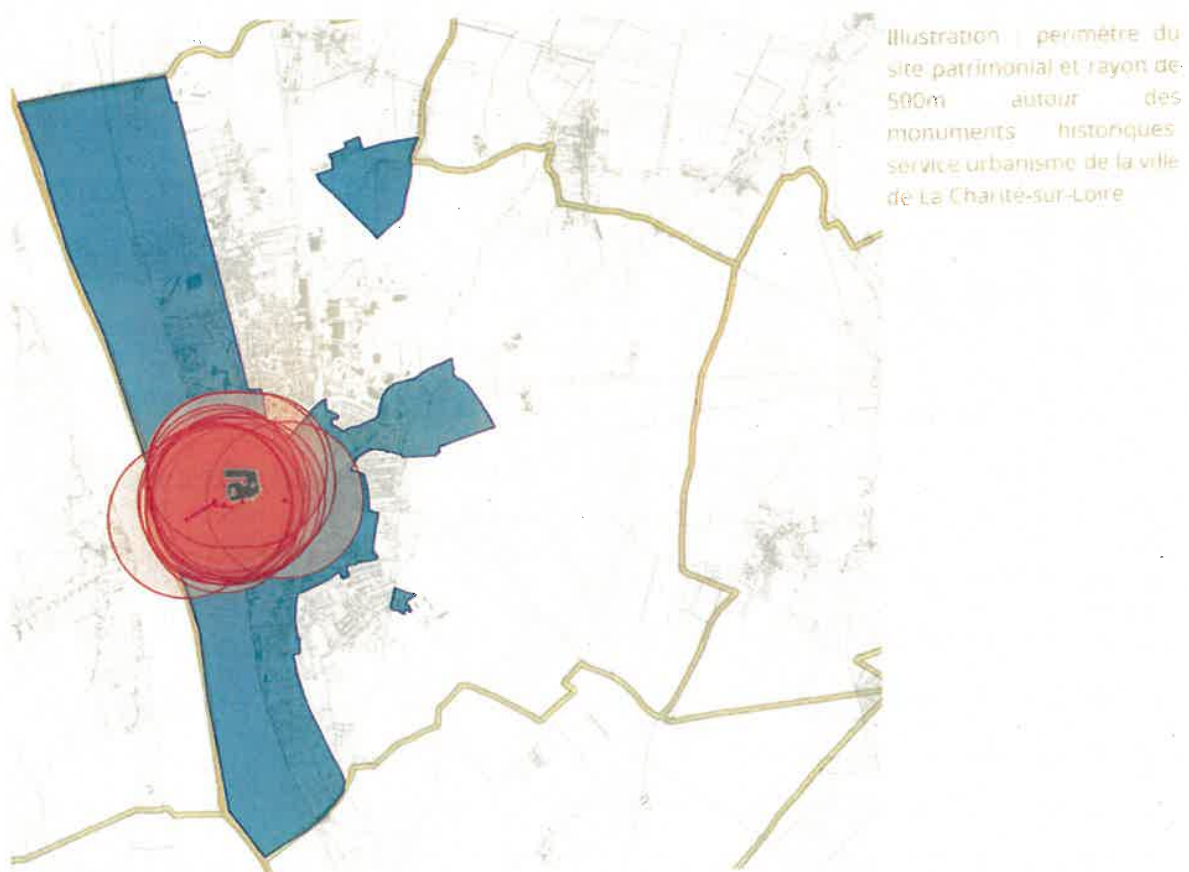 Illustration : périmètre du
site patrimonial et rayon de
500m autour des
monuments historiques
service urbanisme de la ville
de La Charité-sur-Loire